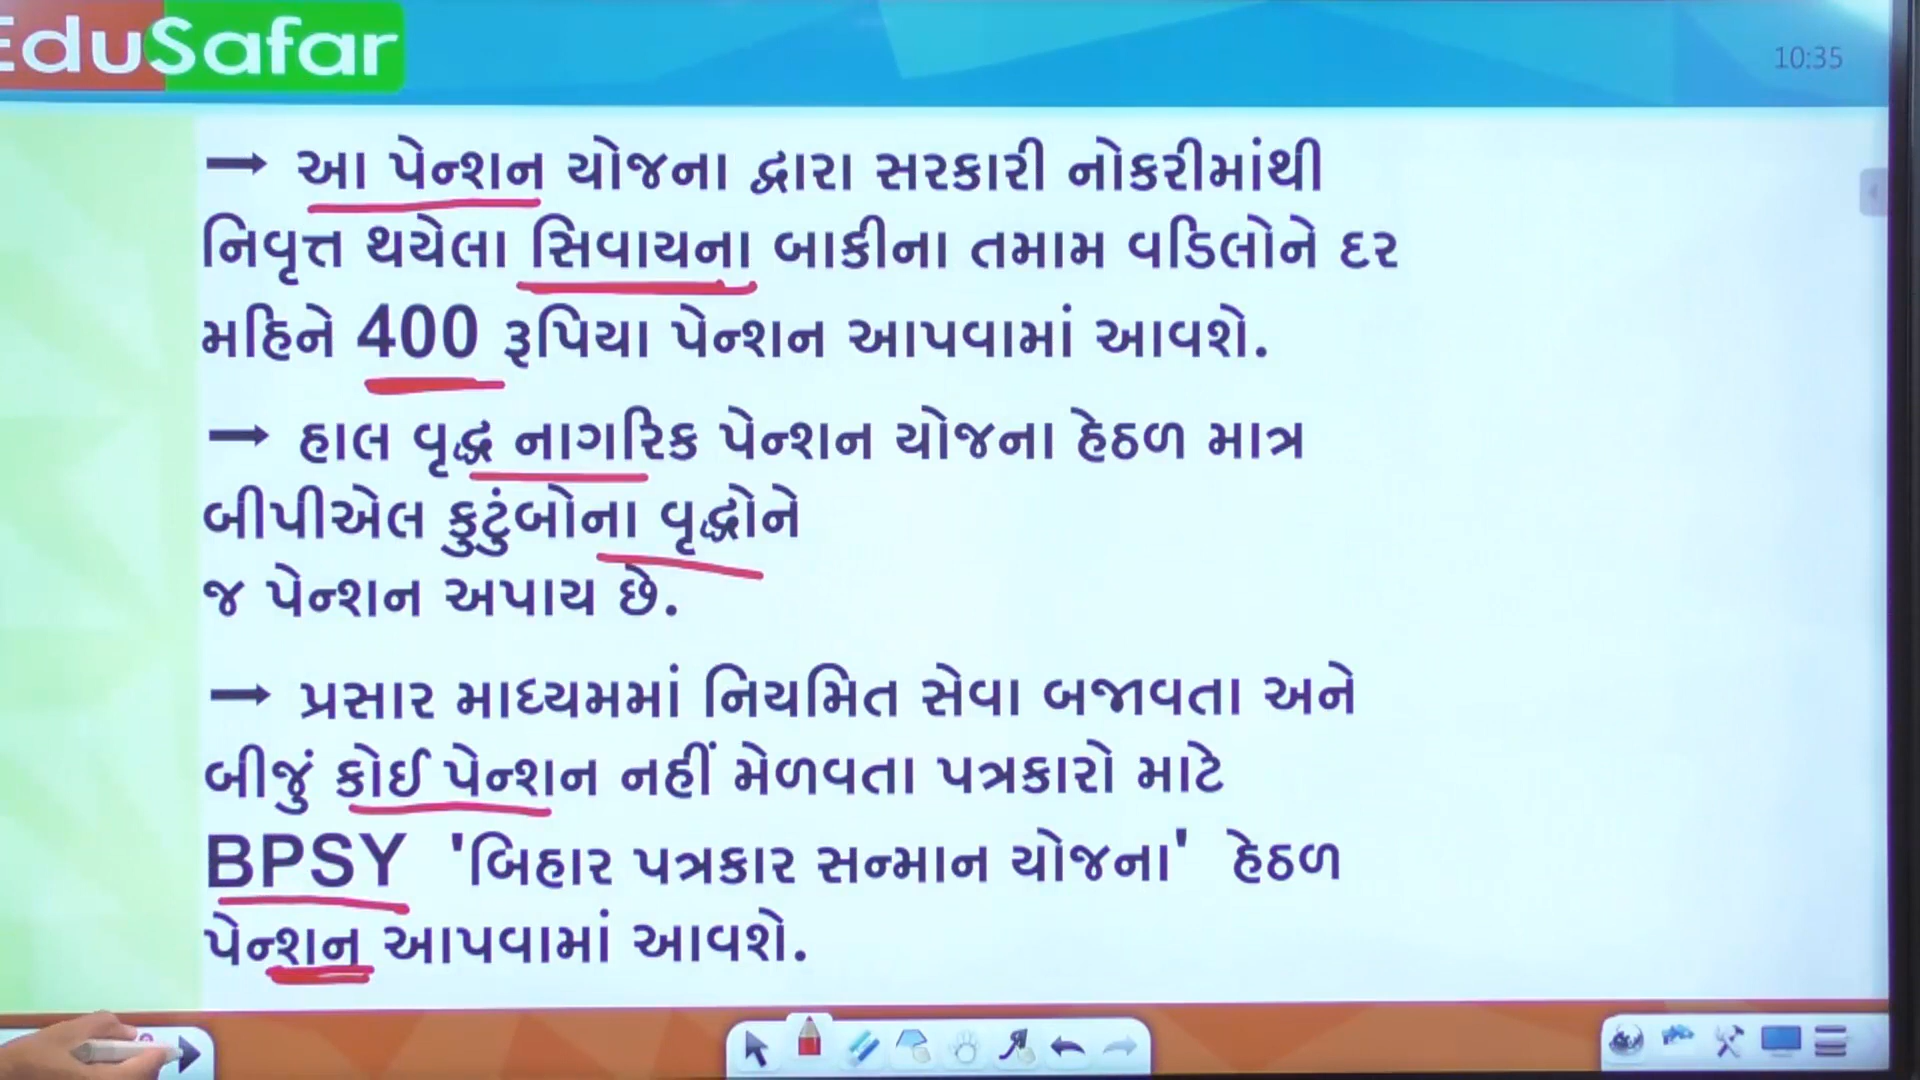 EduSafar
10:35
→ આ પેન્શન યોજના દ્વારા સરકારી નોકરીમાંથી
નિવૃત્ત થયેલા સિવાયના બાકીના તમામ વડિલોને દર
મહિને 400 રૂપિયા પેન્શન આપવામાં આવશે.
→ હાલ વૃદ્ધ નાગરિક પેન્શન યોજના હેઠળ માત્ર
બીપીએલ કુટુંબોના વૃદ્ધોને
જ પેન્શન અપાય છે.
→ પ્રસાર માધ્યમમાં નિયમિત સેવા બજાવતા અને
બીજું કોઈ પેન્શન નહીં મેળવતા પત્રકારો માટે
BPSY 'બિહાર પત્રકાર સન્માન યોજના' હેઠળ
પેન્શન આપવામાં આવશે.